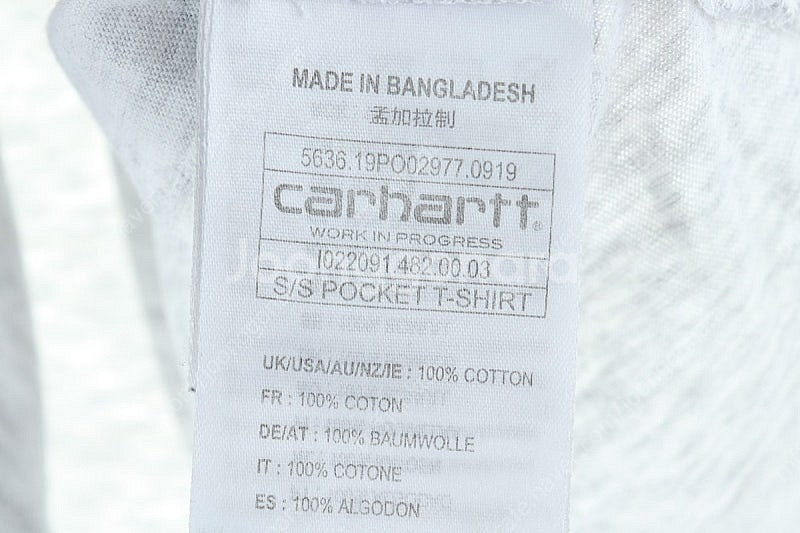 MADE IN BANGLADESH
孟加拉制
5636.19PO02977.0919
carhartt®
WORK IN PROGRESS
I022091.482.00.03
S/S POCKET T-SHIRT
UK/USA/AU/NZ/IE : 100% COTTON
FR : 100% COTON
DE/AT : 100% BAUMWOLLE
IT : 100% COTONE
ES : 100% ALGODON